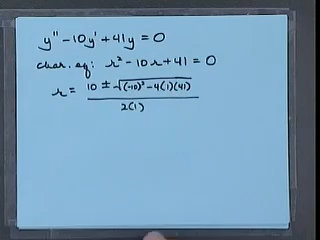 y'' - 10y' + 41y = 0
char. eq: r² - 10r + 41 = 0
r = 10 ± √(-10)² - 4(1)(41)
2(1)